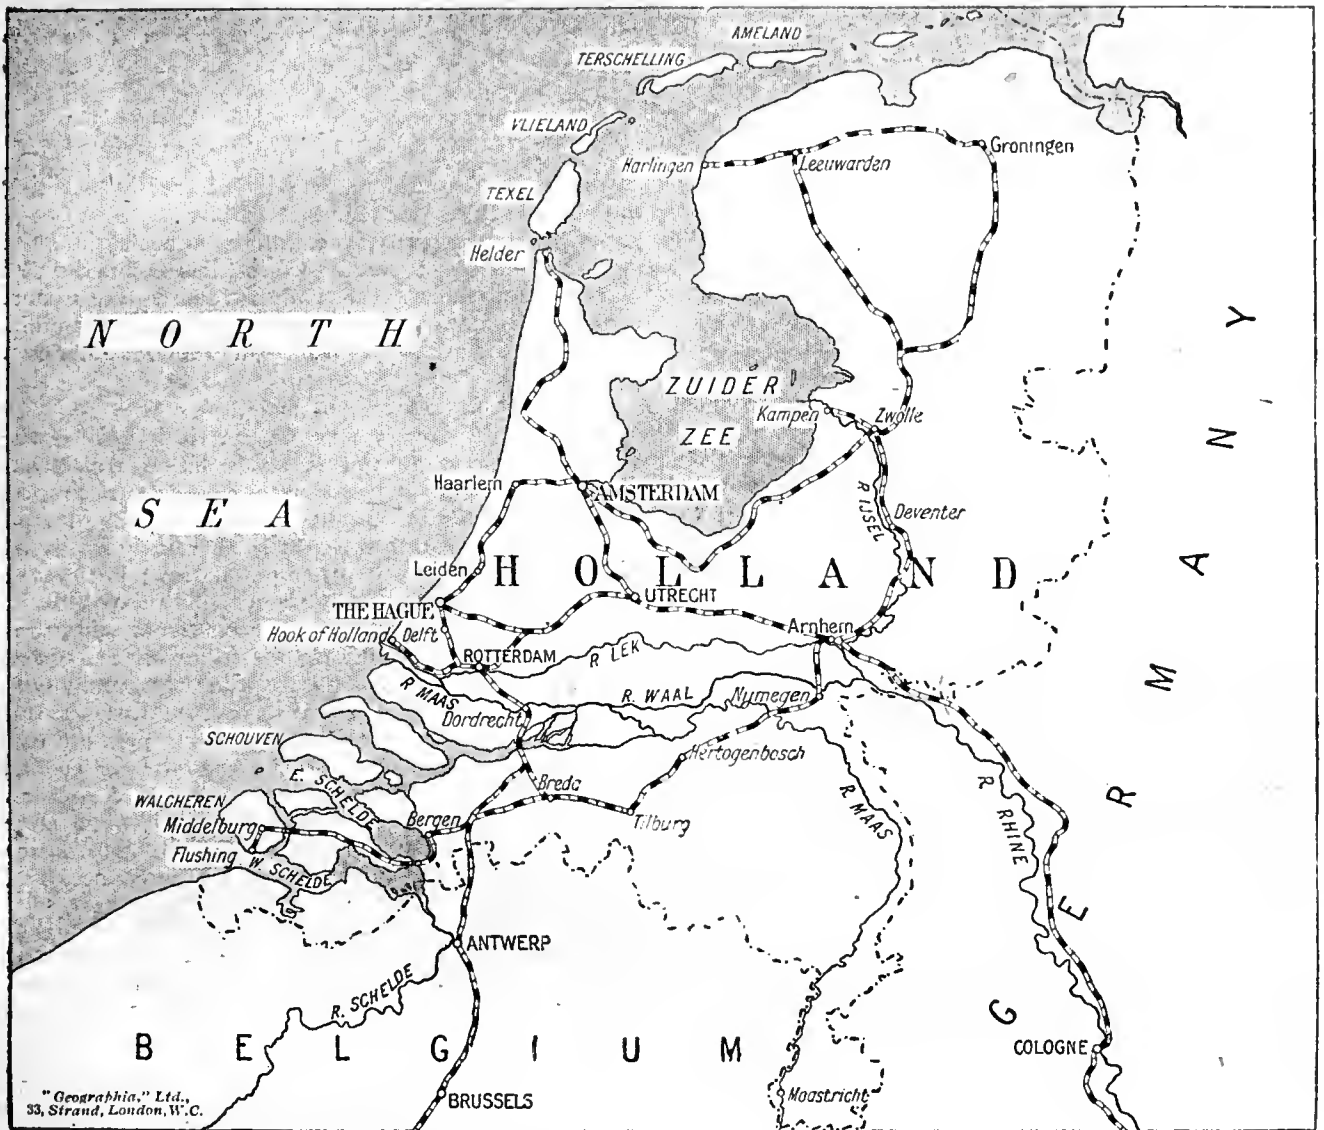 AMELAND
TERSCHELLING
VLIELAND
Harlingen
Leeuwarden
Groningen
TEXEL
Helder
NORTH
SEA
ZUIDER
ZEE
Kampen
Zwolle
Haarlem
AMSTERDAM
R IJSEL
Deventer
Leiden
HOLLAND
THE HAGUE
UTRECHT
Hook of Holland
Delft
Arnhem
ROTTERDAM
R LEK
R MAAS
R. WAAL
Nymegen
Dordrecht
SCHOUVEN
Hertogenbosch
E. SCHELDE
Breda
R. MAAS
R RHINE
WALCHEREN
Middelburg
Bergen
Tilburg
Flushing
W. SCHELDE
GERMANY
ANTWERP
R. SCHELDE
BELGIUM
COLOGNE
Maastricht
BRUSSELS
"Geographia," Ltd.,
33, Strand, London, W.C.